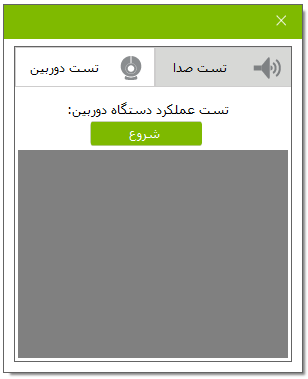 تست صدا
تست دوربین
تست عملکرد دستگاه دوربین:
شروع